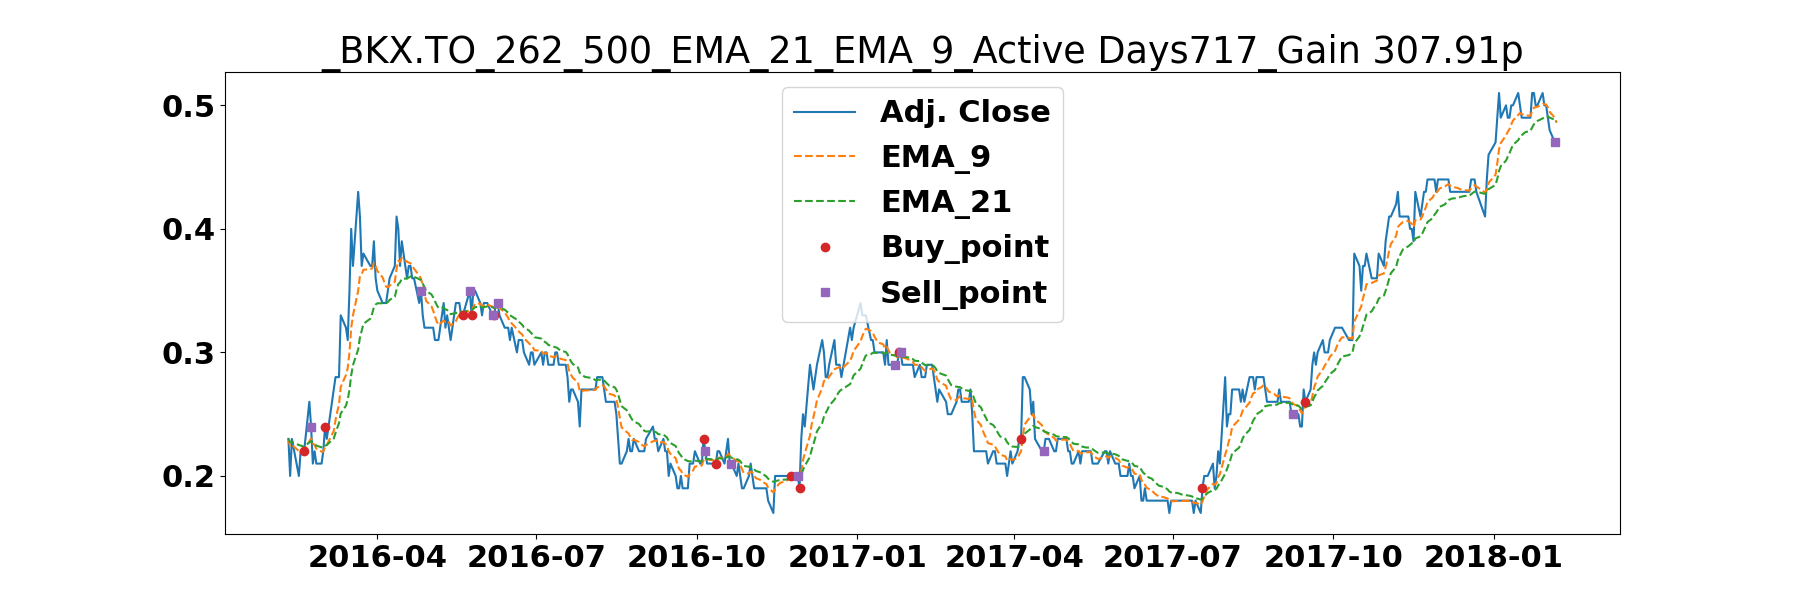 _BKX.TO_262_500_EMA_21_EMA_9_Active Days717_Gain 307.91p
0.5
0.4
0.3
0.2
Adj. Close
EMA_9
EMA_21
Buy_point
Sell_point
2016-04 2016-07 2016-10 2017-01 2017-04 2017-07 2017-10 2018-01